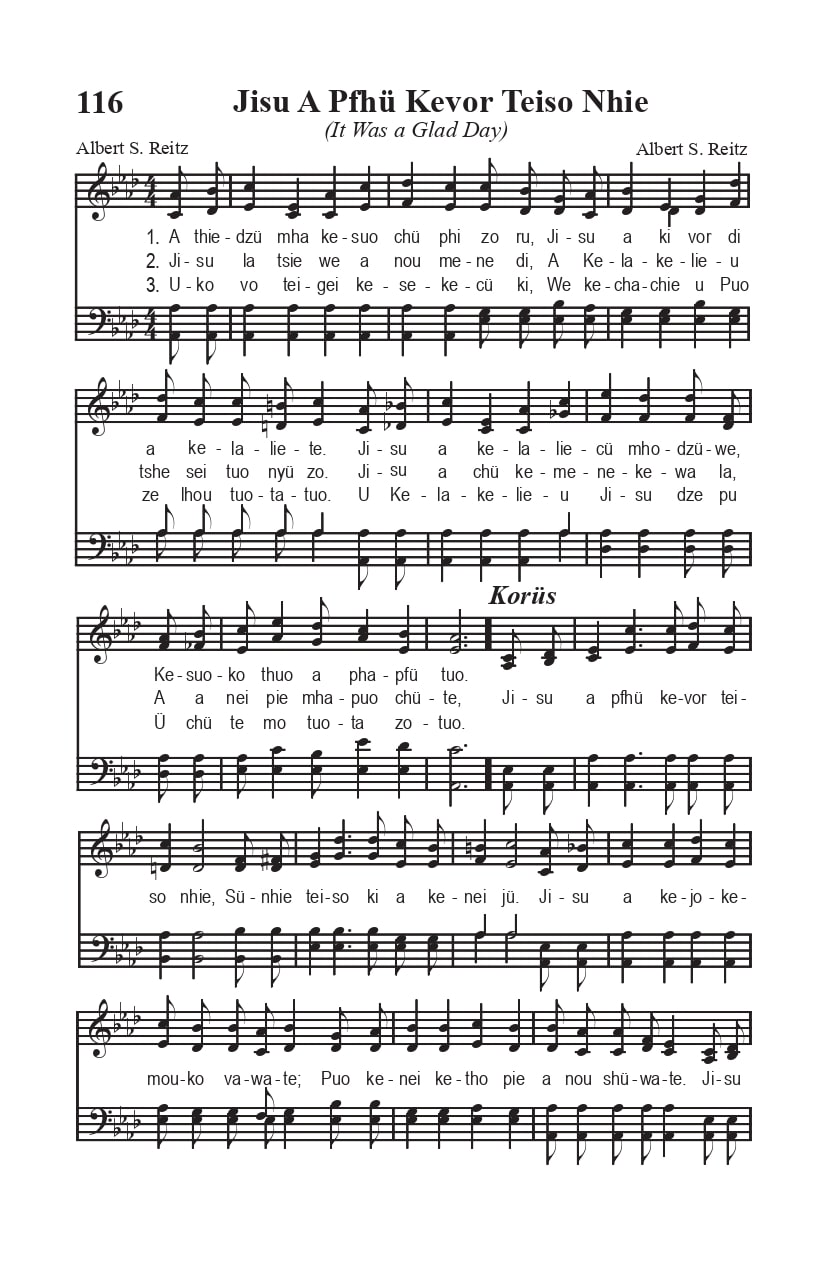 116 Jisu A Pfhü Kevor Teiso Nhie
(It Was a Glad Day)
Albert S. Reitz Albert S. Reitz
1. A thie-dzü mha ke-suo chü phi zo ru, Ji-su a ki vor di
2. Ji-su la tsie we a nou me-ne di, A Ke-la-ke-lie-u
3. U-ko vo tei-gei ke-se-ke-cü ki, We ke-cha-chie u Puo
a ke-la-lie-te. Ji-su a ke-la-lie-cü mho-dzü-we,
tshe sei tuo nyü zo. Ji-su a chü ke-me-ne-ke-wa la,
ze lhou tuo-ta-tuo. U Ke-la-ke-lie-u Ji-su dze pu
Korüs
Ke-suo-ko thuo a pha-pfü tuo.
A a nei pie mha-puo chü-te, Ji-su a pfhü ke-vor tei-
Ü chü te mo tuo-ta zo-tuo.
so nhie, Sü-nhie tei-so ki a ke-nei jü. Ji-su a ke-jo-ke-
mou-ko va-wa-te; Puo ke-nei ke-tho pie a nou shü-wa-te. Ji-su